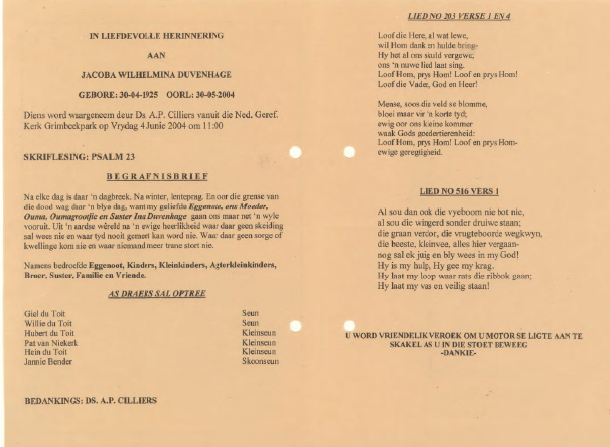 IN LIEFDEVOLLE HERINNERING
AAN
JACOBA WILHELMINA DUVENHAGE
GEBORE: 30-04-1925 OORL: 30-05-2004
Diens word waargeneem deur Ds. A.P. Cilliers vanuit die Ned. Geref.
Kerk Grimbeekpark op Vrydag 4 Junie 2004 om 11:00
SKRIFLESING: PSALM 23
BEGRAFNISBRIEF
Na elke dag is daar 'n dagbreek. Na winter, lenteprag. En oor die grense van
die dood wag daar 'n blye dag, want my geliefde Eggenoot, ons Moeder,
Ouma, Oumagrootjie en Suster Ina Duvenhage gaan ons maar net 'n wyle
vooruit. Uit 'n aardse wêreld na 'n ewige heerlikheid waar daar geen skeiding
sal wees nie en waar tyd nooit gemeet kan word nie. Waar daar geen sorge of
kwellinge kom nie en waar niemand meer trane stort nie.
Namens bedroefde Eggenoot, Kinders, Kleinkinders, Agterkleinkinders,
Broer, Suster, Familie en Vriende.
AS DRAERS SAL OPTREE
Giel du Toit Seun
Willie du Toit Seun
Hubert du Toit Kleinseun
Pat van Niekerk Kleinseun
Hein du Toit Kleinseun
Jannie Bender Skoonseun
BEDANKINGS: DS. A.P. CILLIERS
LIED NO 203 VERSE 1 EN 4
Loof die Here, al wat lewe,
wil Hom dank en hulde bring-
Hy het al ons skuld vergewe;
ons 'n nuwe lied laat sing.
Loof Hom, prys Hom! Loof en prys Hom!
Loof die Vader, God en Heer!
Mense, soos die veld se blomme,
bloei maar vir 'n korte tyd;
ewig oor ons kleine kommer
waak Gods goedertierenheid:
Loof Hom, prys Hom! Loof en prys Hom-
ewige geregtigheid.
LIED NO 516 VERS 1
Al sou dan ook die vyeboom nie bot nie,
al sou die wingerd sonder druiwe staan;
die graan verdor, die vrugteboorde wegkwyn,
die beeste, kleinvee, alles hier vergaan-
nog sal ek juig en bly wees in my God!
Hy is my hulp, Hy gee my krag.
Hy laat my loop waar net die ribbok gaan;
Hy laat my vas en veilig staan!
U WORD VRIENDELIK VEROEK OM U MOTOR SE LIGTE AAN TE
SKAKEL AS U IN DIE STOET BEWEEG
-DANKIE-